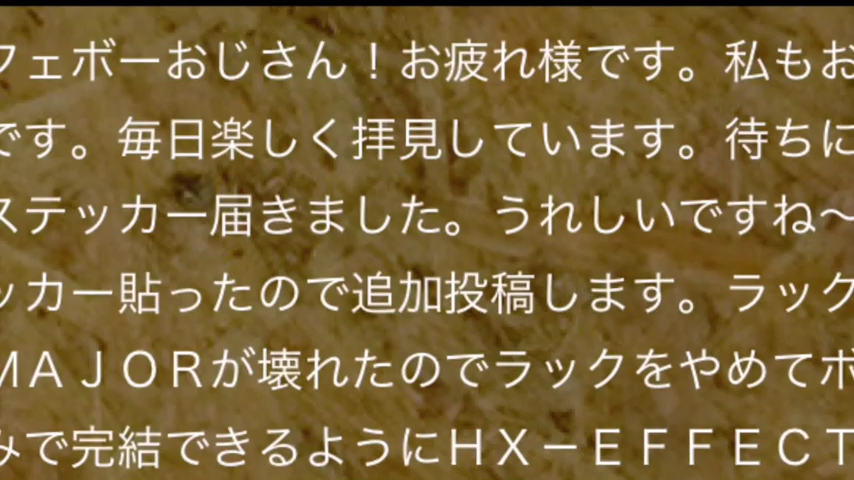 フェボーおじさん！お疲れ様です。私もお
です。毎日楽しく拝見しています。待ちに
ステッカー届きました。うれしいですね〜
ッカー貼ったので追加投稿します。ラック
ＭＡＪＯＲが壊れたのでラックをやめてボ
みで完結できるようにＨＸ－ＥＦＦＥＣＴ